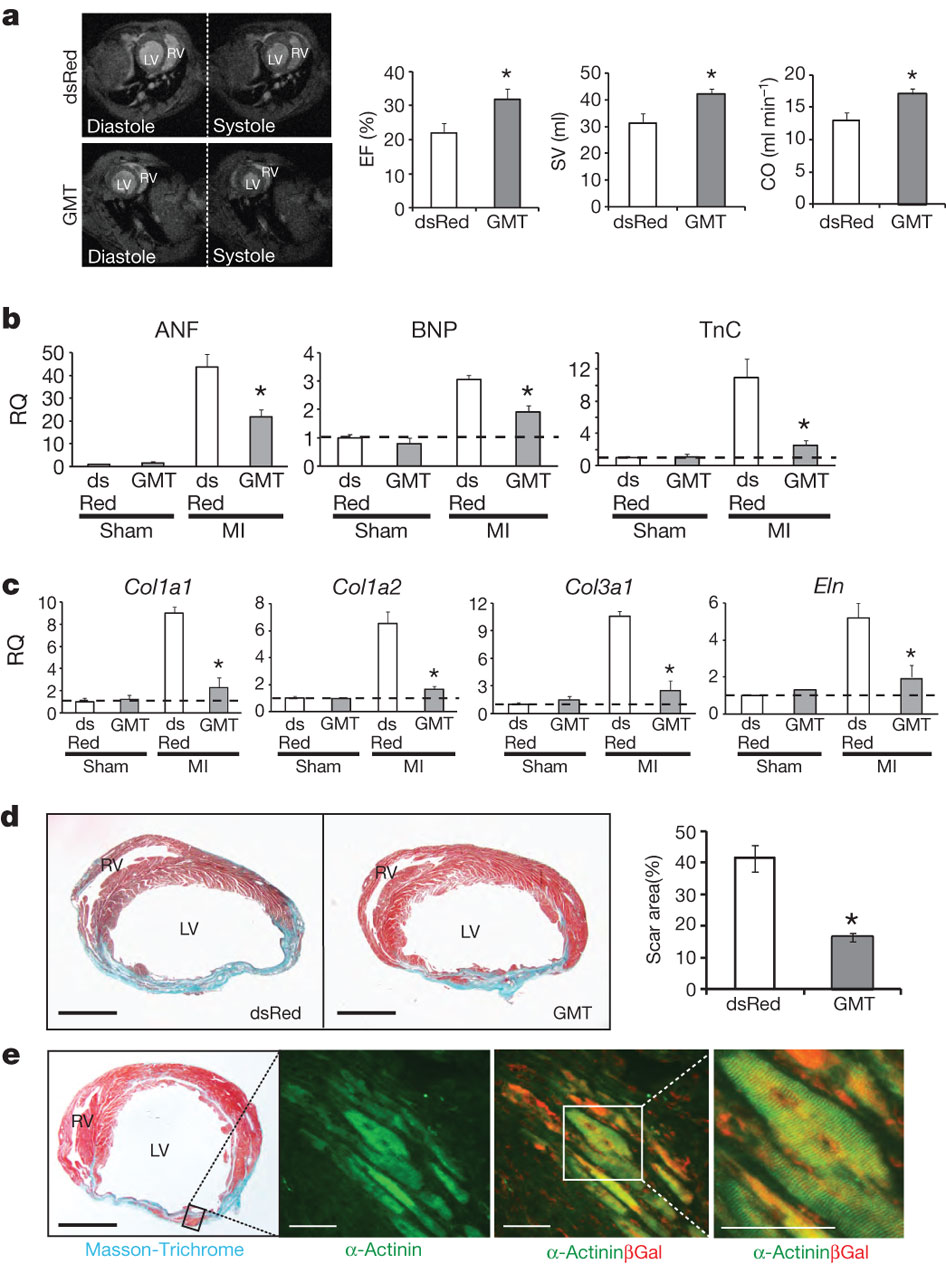 a
dsRed
LV
RV
LV
RV
Diastole
Systole
GMT
LV
RV
LV
RV
Diastole
Systole
EF (%)
40
30
20
10
0
dsRed GMT
*
SV (ml)
50
40
30
20
10
0
dsRed GMT
*
CO (ml min⁻¹)
20
15
10
5
0
dsRed GMT
*
b
ANF
RQ
50
40
30
20
10
0
*
ds GMT ds GMT
Red Red
Sham MI
BNP
4
3
2
1
0
*
ds GMT ds GMT
Red Red
Sham MI
TnC
12
8
4
0
*
ds GMT ds GMT
Red Red
Sham MI
c
Col1a1
RQ
10
8
6
4
2
0
*
ds GMT ds GMT
Red Red
Sham MI
Col1a2
8
6
4
2
0
*
ds GMT ds GMT
Red Red
Sham MI
Col3a1
12
9
6
3
0
*
ds GMT ds GMT
Red Red
Sham MI
Eln
6
4
2
0
*
ds GMT ds GMT
Red Red
Sham MI
d
RV
LV
dsRed
RV
LV
GMT
Scar area(%)
50
40
30
20
10
0
*
dsRed GMT
e
RV
LV
Masson-Trichrome
α-Actinin
α-ActininβGal
α-ActininβGal